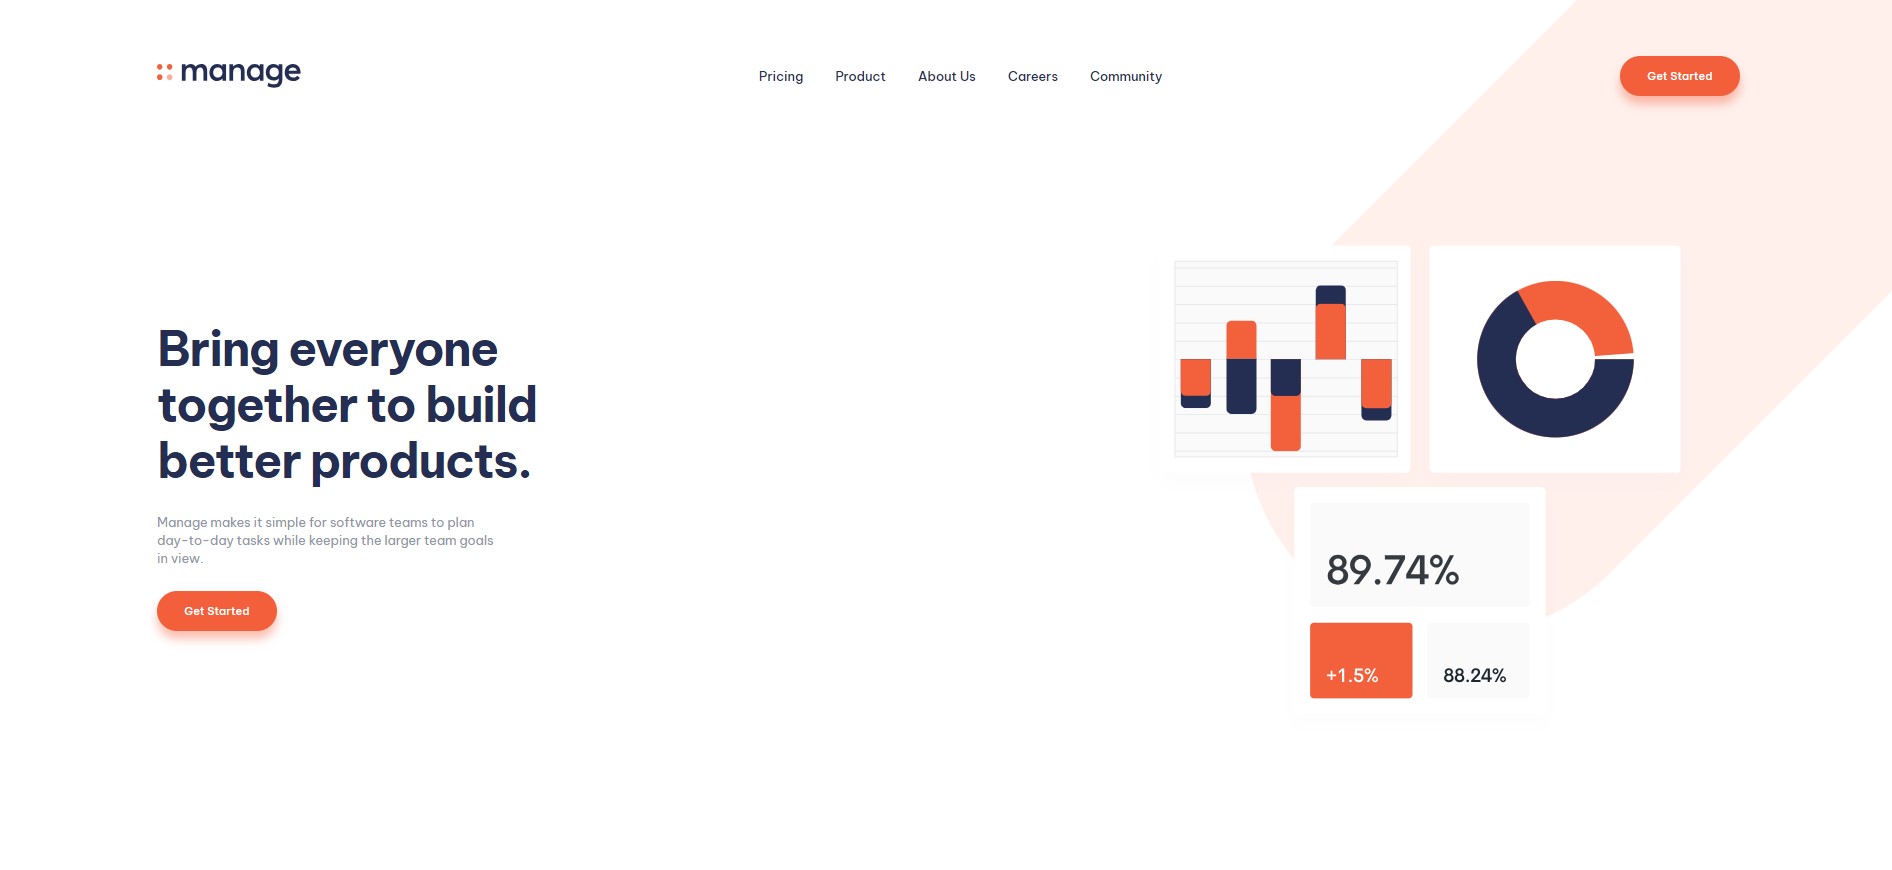 manage
Pricing
Product
About Us
Careers
Community
Get Started
Bring everyone
together to build
better products.
Manage makes it simple for software teams to plan
day-to-day tasks while keeping the larger team goals
in view.
Get Started
89.74%
+1.5%
88.24%